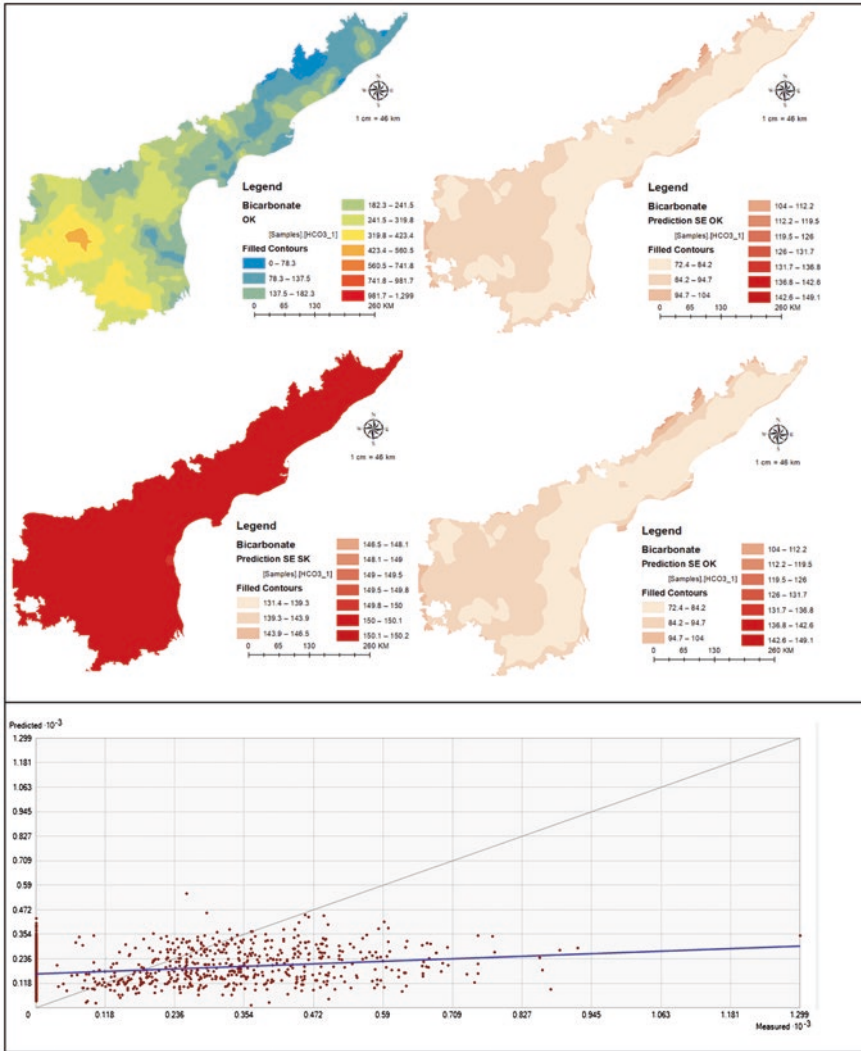 N
W
E
S
1 cm = 46 km
Legend
Bicarbonate
OK
[Samples].[HCO3_1]
Filled Contours
0 – 78.3
78.3 – 137.5
137.5 – 182.3
182.3 – 241.5
241.5 – 319.8
319.8 – 423.4
423.4 – 560.5
560.5 – 741.8
741.8 – 981.7
981.7 – 1,299
0 65 130 260 KM
N
W
E
S
1 cm = 46 km
Legend
Bicarbonate
Prediction SE OK
[Samples].[HCO3_1]
Filled Contours
72.4 – 84.2
84.2 – 94.7
94.7 – 104
104 – 112.2
112.2 – 119.5
119.5 – 126
126 – 131.7
131.7 – 136.8
136.8 – 142.6
142.6 – 149.1
0 65 130 260 KM
N
W
E
S
1 cm = 46 km
Legend
Bicarbonate
Prediction SE SK
[Samples].[HCO3_1]
Filled Contours
131.4 – 139.3
139.3 – 143.9
143.9 – 146.5
146.5 – 148.1
148.1 – 149
149 – 149.5
149.5 – 149.8
149.8 – 150
150 – 150.1
150.1 – 150.2
0 65 130 260 KM
N
W
E
S
1 cm = 46 km
Legend
Bicarbonate
Prediction SE OK
[Samples].[HCO3_1]
Filled Contours
72.4 – 84.2
84.2 – 94.7
94.7 – 104
104 – 112.2
112.2 – 119.5
119.5 – 126
126 – 131.7
131.7 – 136.8
136.8 – 142.6
142.6 – 149.1
0 65 130 260 KM
Predicted ·10⁻³
1.299
1.181
1.063
0.945
0.827
0.709
0.59
0.472
0.354
0.236
0.118
0 0.118 0.236 0.354 0.472 0.59 0.709 0.827 0.945 1.063 1.181 1.299
Measured ·10⁻³